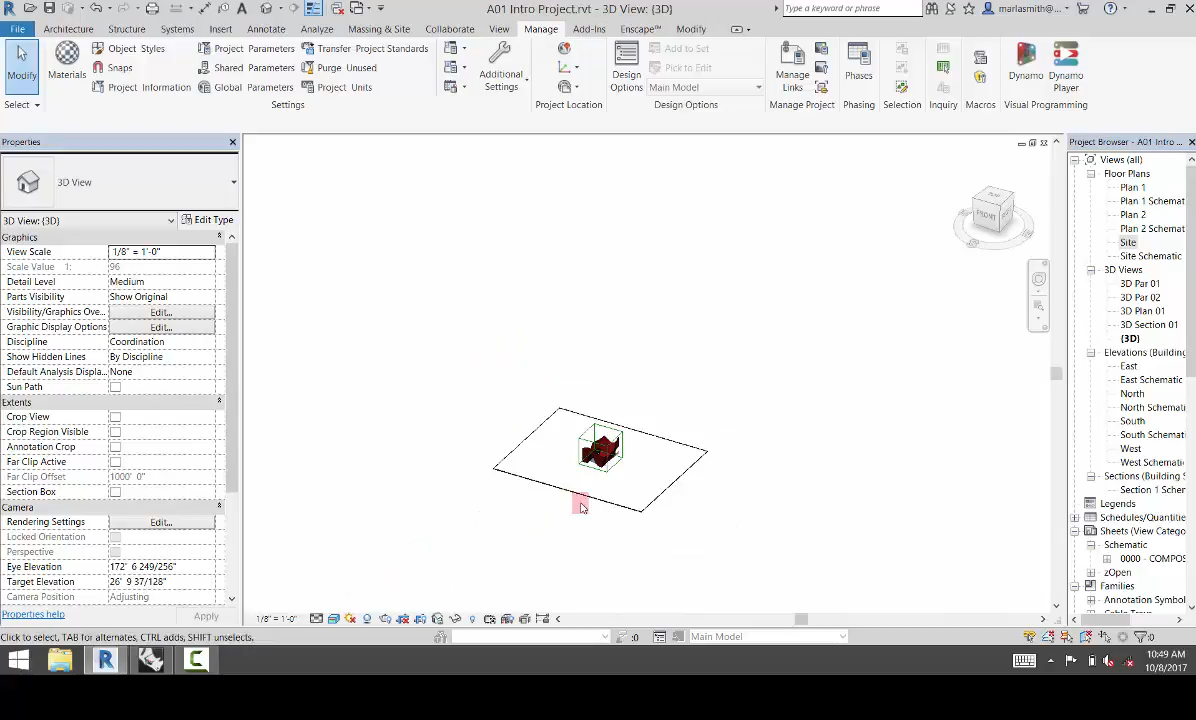 A01 Intro Project.rvt - 3D View: {3D}
Type a keyword or phrase
marlasmith@...
File
Architecture
Structure
Systems
Insert
Annotate
Analyze
Massing & Site
Collaborate
View
Manage
Add-Ins
Enscape™
Modify
Modify
Select
Materials
Object Styles
Snaps
Project Information
Project Parameters
Shared Parameters
Global Parameters
Transfer Project Standards
Purge Unused
Project Units
Settings
Additional
Settings
Project Location
Design
Options
Add to Set
Pick to Edit
Main Model
Design Options
Manage
Links
Manage Project
Phases
Phasing
Selection
Inquiry
Macros
Dynamo
Dynamo
Player
Visual Programming
Properties
3D View
3D View: {3D}
Edit Type
Graphics
View Scale 1/8" = 1'-0"
Scale Value 1: 96
Detail Level Medium
Parts Visibility Show Original
Visibility/Graphics Ove... Edit...
Graphic Display Options Edit...
Discipline Coordination
Show Hidden Lines By Discipline
Default Analysis Displa... None
Sun Path
Extents
Crop View
Crop Region Visible
Annotation Crop
Far Clip Active
Far Clip Offset 1000' 0"
Section Box
Camera
Rendering Settings Edit...
Locked Orientation
Perspective
Eye Elevation 172' 6 249/256"
Target Elevation 26' 9 37/128"
Camera Position Adjusting
Properties help
Apply
FRONT
Project Browser - A01 Intro ...
Views (all)
Floor Plans
Plan 1
Plan 1 Schemat
Plan 2
Plan 2 Schemat
Site
Site Schematic
3D Views
3D Par 01
3D Par 02
3D Plan 01
3D Section 01
{3D}
Elevations (Building
East
East Schematic
North
North Schematic
South
South Schemati
West
West Schematic
Sections (Building S
Section 1 Schem
Legends
Schedules/Quantitie
Sheets (View Catego
Schematic
0000 - COMPOS
zOpen
Families
Annotation Symbol
1/8" = 1'-0"
Click to select, TAB for alternates, CTRL adds, SHIFT unselects.
:0
Main Model
:0
10:49 AM
10/8/2017